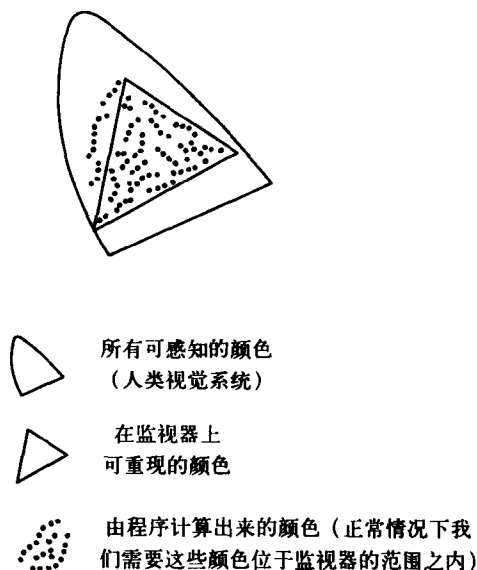 所有可感知的颜色
（人类视觉系统）
在监视器上
可重现的颜色
由程序计算出来的颜色（正常情况下我
们需要这些颜色位于监视器的范围之内）